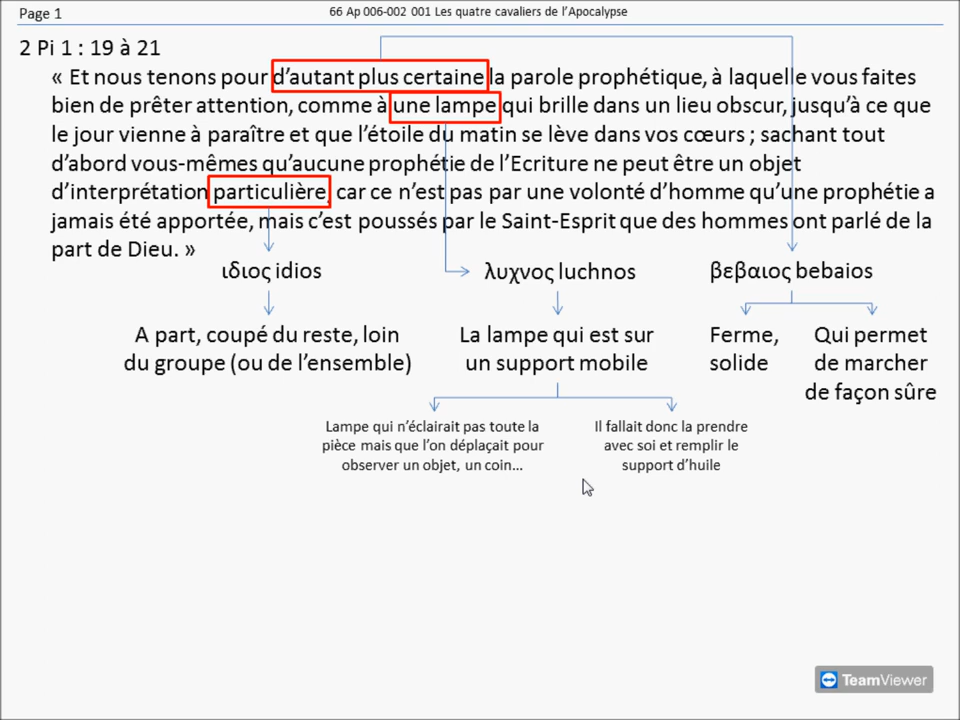 Page 1
66 Ap 006-002 001 Les quatre cavaliers de l'Apocalypse
2 Pi 1 : 19 à 21
« Et nous tenons pour d'autant plus certaine la parole prophétique, à laquelle vous faites
bien de prêter attention, comme à une lampe qui brille dans un lieu obscur, jusqu'à ce que
le jour vienne à paraître et que l'étoile du matin se lève dans vos cœurs ; sachant tout
d'abord vous-mêmes qu'aucune prophétie de l'Ecriture ne peut être un objet
d'interprétation particulière, car ce n'est pas par une volonté d'homme qu'une prophétie a
jamais été apportée, mais c'est poussés par le Saint-Esprit que des hommes ont parlé de la
part de Dieu. »
ιδιος idios
λυχνος luchnos
βεβαιος bebaios
A part, coupé du reste, loin
du groupe (ou de l'ensemble)
La lampe qui est sur
un support mobile
Ferme,
solide
Qui permet
de marcher
de façon sûre
Lampe qui n'éclairait pas toute la
pièce mais que l'on déplaçait pour
observer un objet, un coin…
Il fallait donc la prendre
avec soi et remplir le
support d'huile
TeamViewer